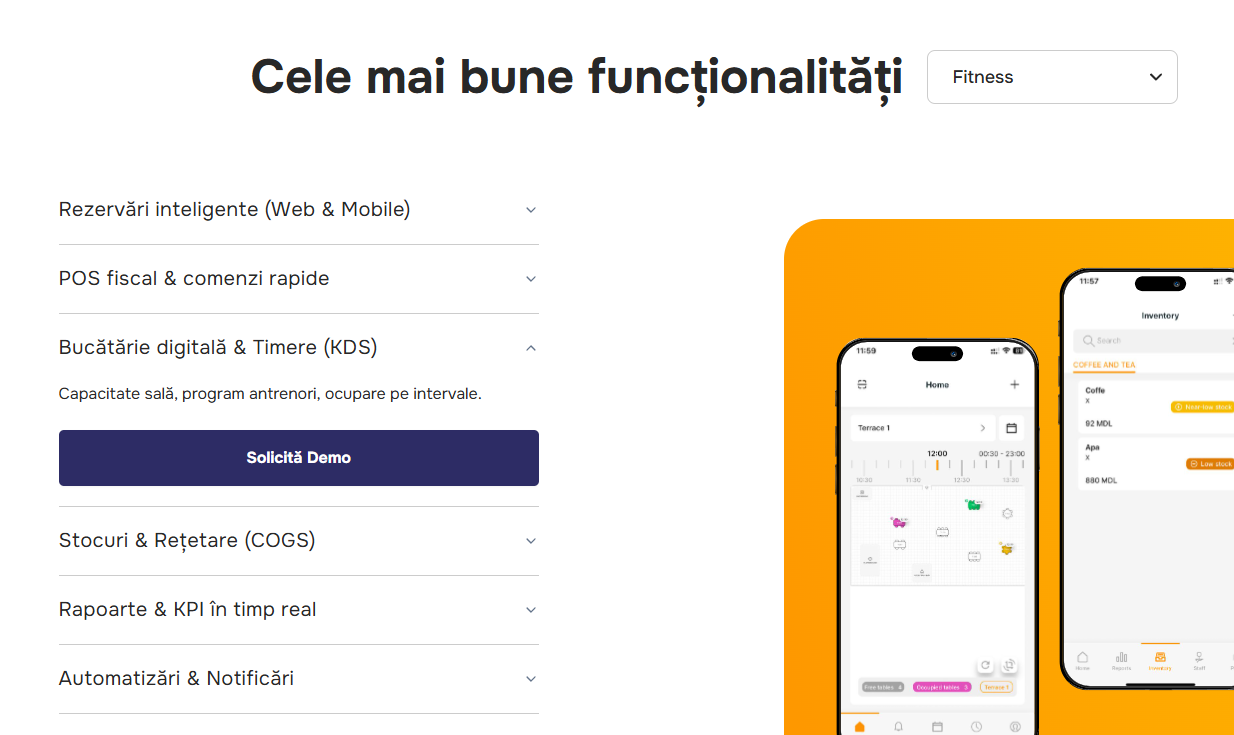 Cele mai bune funcționalități
Fitness
Rezervări inteligente (Web & Mobile)
POS fiscal & comenzi rapide
Bucătărie digitală & Timere (KDS)
Capacitate sală, program antrenori, ocupare pe intervale.
Solicită Demo
Stocuri & Rețetare (COGS)
Rapoarte & KPI în timp real
Automatizări & Notificări
11:59
Home
Terrace 1
12:00
00:30 - 23:00
10:30 11:30 12:30 13:30
Free tables 4
Occupied tables 3
Terrace 1
11:57
Inventory
Search
COFFEE AND TEA
Coffe
X
Near-low stock
92 MDL
Apa
X
Low stock
880 MDL
Home
Reports
Inventory
Staff